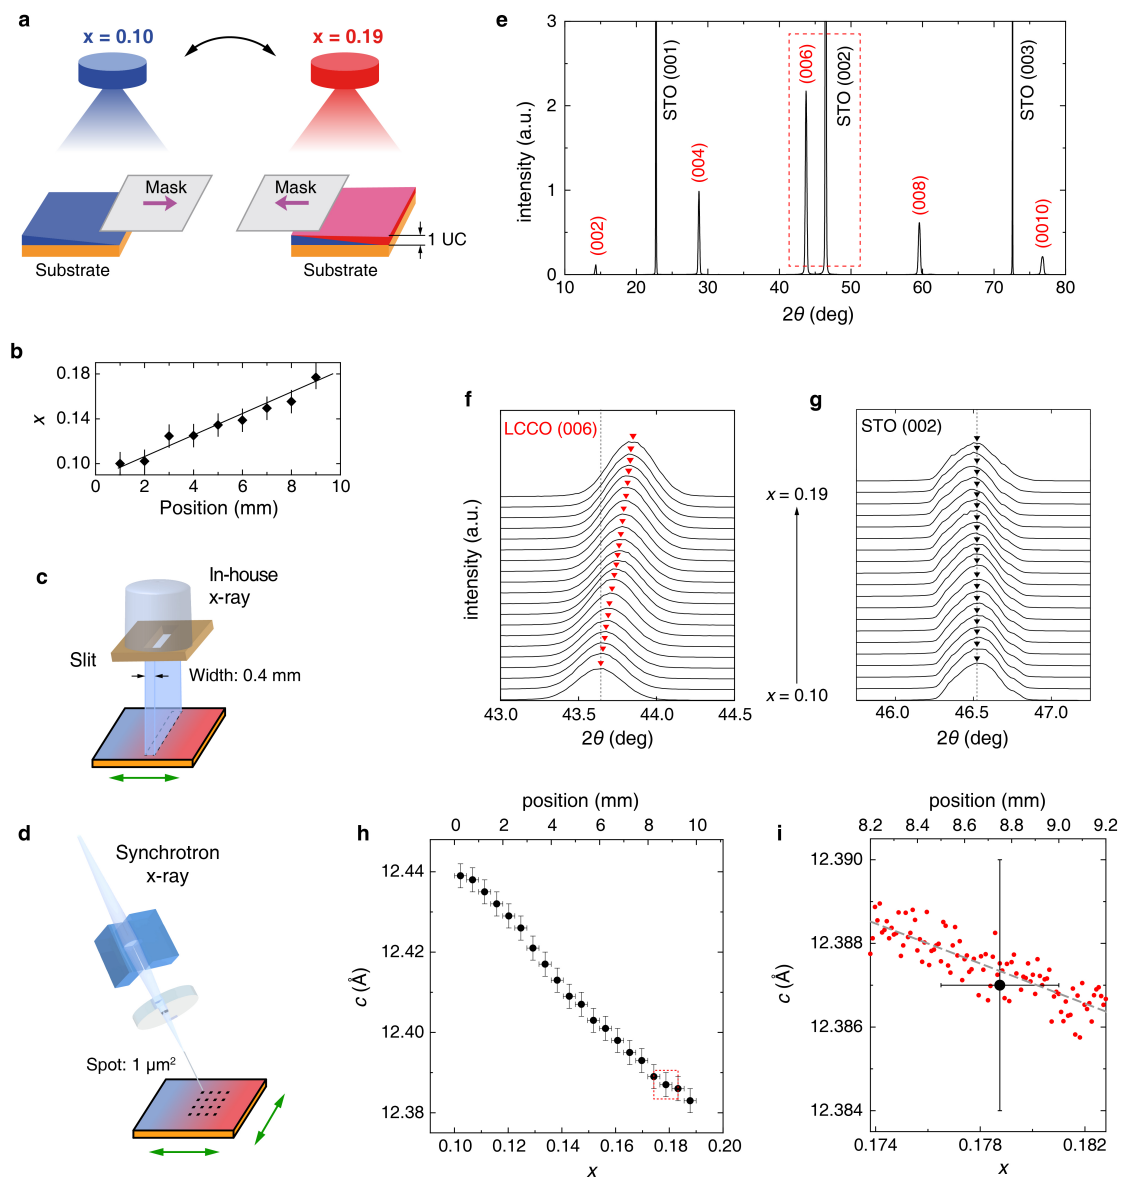 a
x = 0.10
x = 0.19
Mask
Mask
1 UC
Substrate
Substrate
b
x
0.18
0.14
0.10
0 2 4 6 8 10
Position (mm)
c
In-house
x-ray
Slit
Width: 0.4 mm
d
Synchrotron
x-ray
Spot: 1 μm²
e
intensity (a.u.)
3
2
1
0
(002)
STO (001)
(004)
(006)
STO (002)
(008)
STO (003)
(0010)
10 20 30 40 50 60 70 80
2θ (deg)
f
LCCO (006)
intensity (a.u.)
43.0 43.5 44.0 44.5
2θ (deg)
x = 0.19
x = 0.10
g
STO (002)
46.0 46.5 47.0
2θ (deg)
h
position (mm)
0 2 4 6 8 10
c (Å)
12.44
12.42
12.40
12.38
0.10 0.12 0.14 0.16 0.18 0.20
x
i
position (mm)
8.2 8.4 8.6 8.8 9.0 9.2
c (Å)
12.390
12.388
12.386
12.384
0.174 0.178 0.182
x